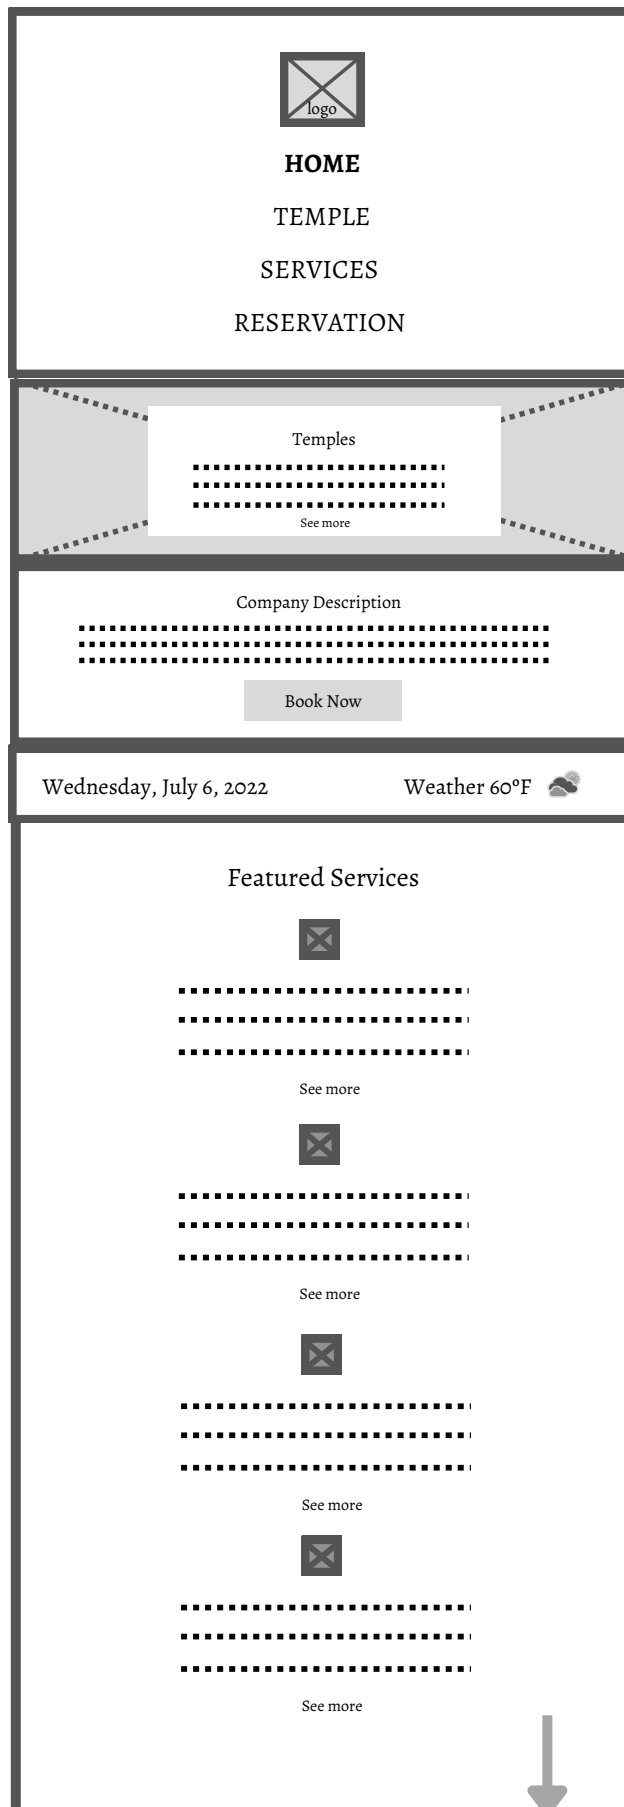 logo
HOME
TEMPLE
SERVICES
RESERVATION
Temples
See more
Company Description
Book Now
Wednesday, July 6, 2022
Weather 60ºF
Featured Services
See more
See more
See more
See more